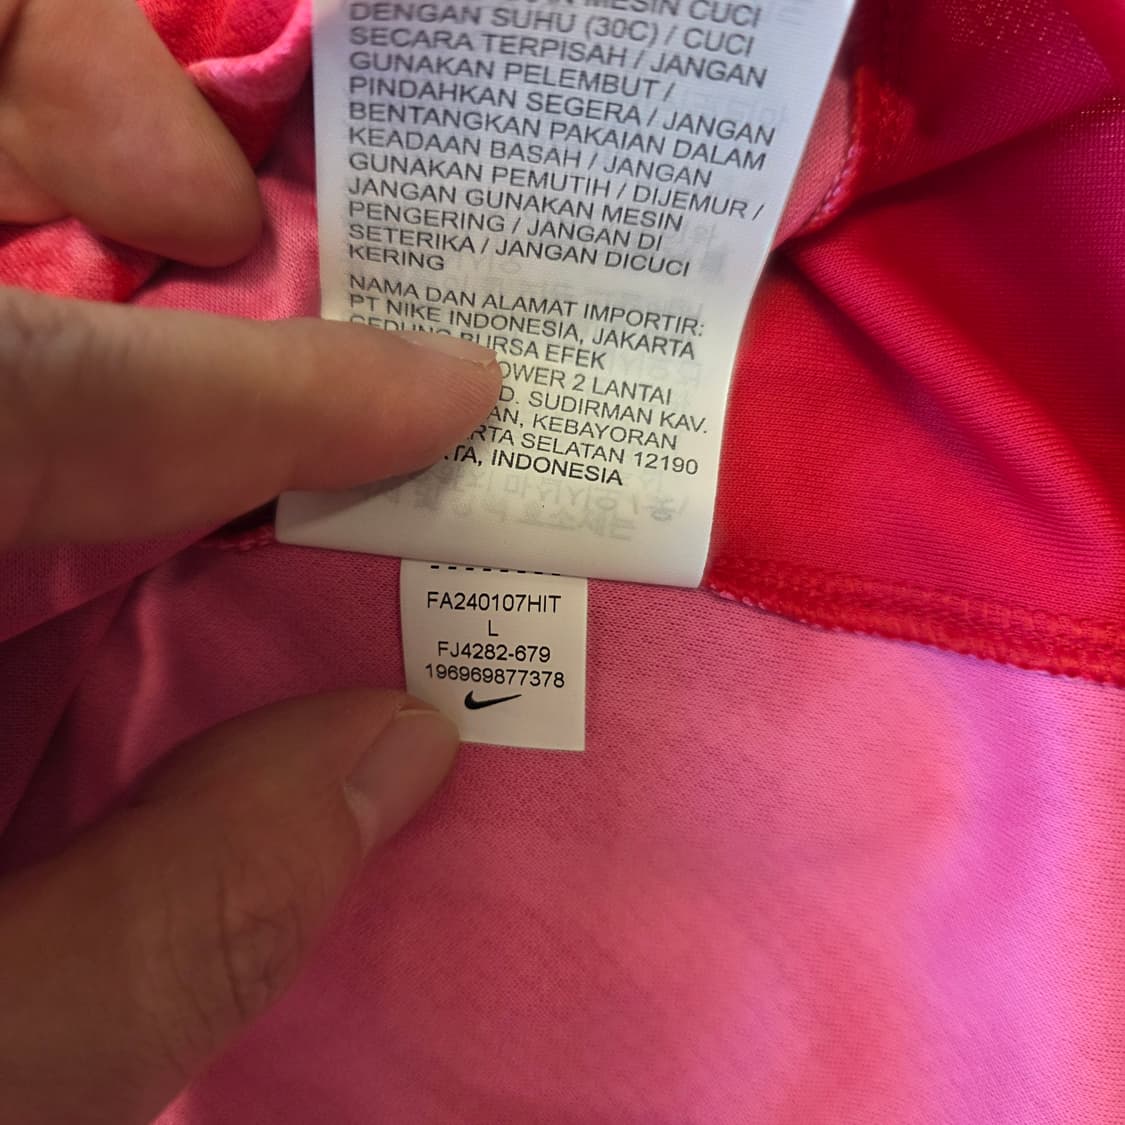 MESIN CUCI
DENGAN SUHU (30C) / CUCI
SECARA TERPISAH / JANGAN
GUNAKAN PELEMBUT /
PINDAHKAN SEGERA / JANGAN
BENTANGKAN PAKAIAN DALAM
KEADAAN BASAH / JANGAN
GUNAKAN PEMUTIH / DIJEMUR /
JANGAN GUNAKAN MESIN
PENGERING / JANGAN DI
SETERIKA / JANGAN DICUCI
KERING
NAMA DAN ALAMAT IMPORTIR:
PT NIKE INDONESIA, JAKARTA
GEDUNG BURSA EFEK
OWER 2 LANTAI
D. SUDIRMAN KAV.
AN, KEBAYORAN
RTA SELATAN 12190
TA, INDONESIA
FA240107HIT
L
FJ4282-679
196969877378